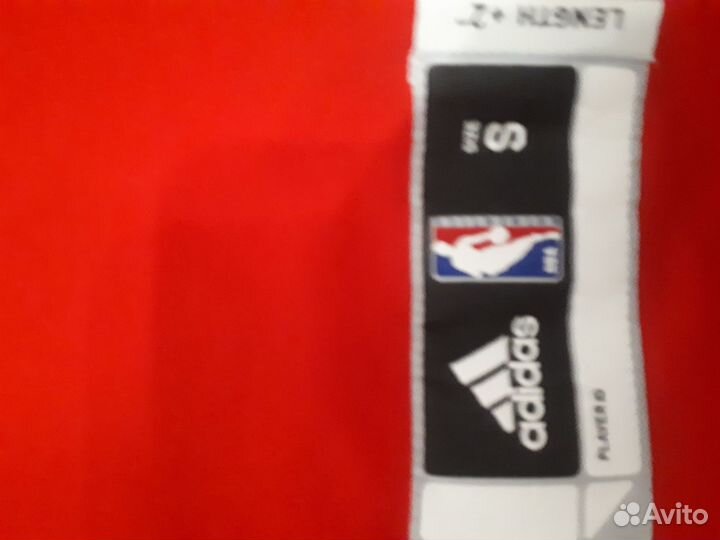 LENGTH +2"
SIZE
S
NBA
adidas
PLAYER ID
Avito